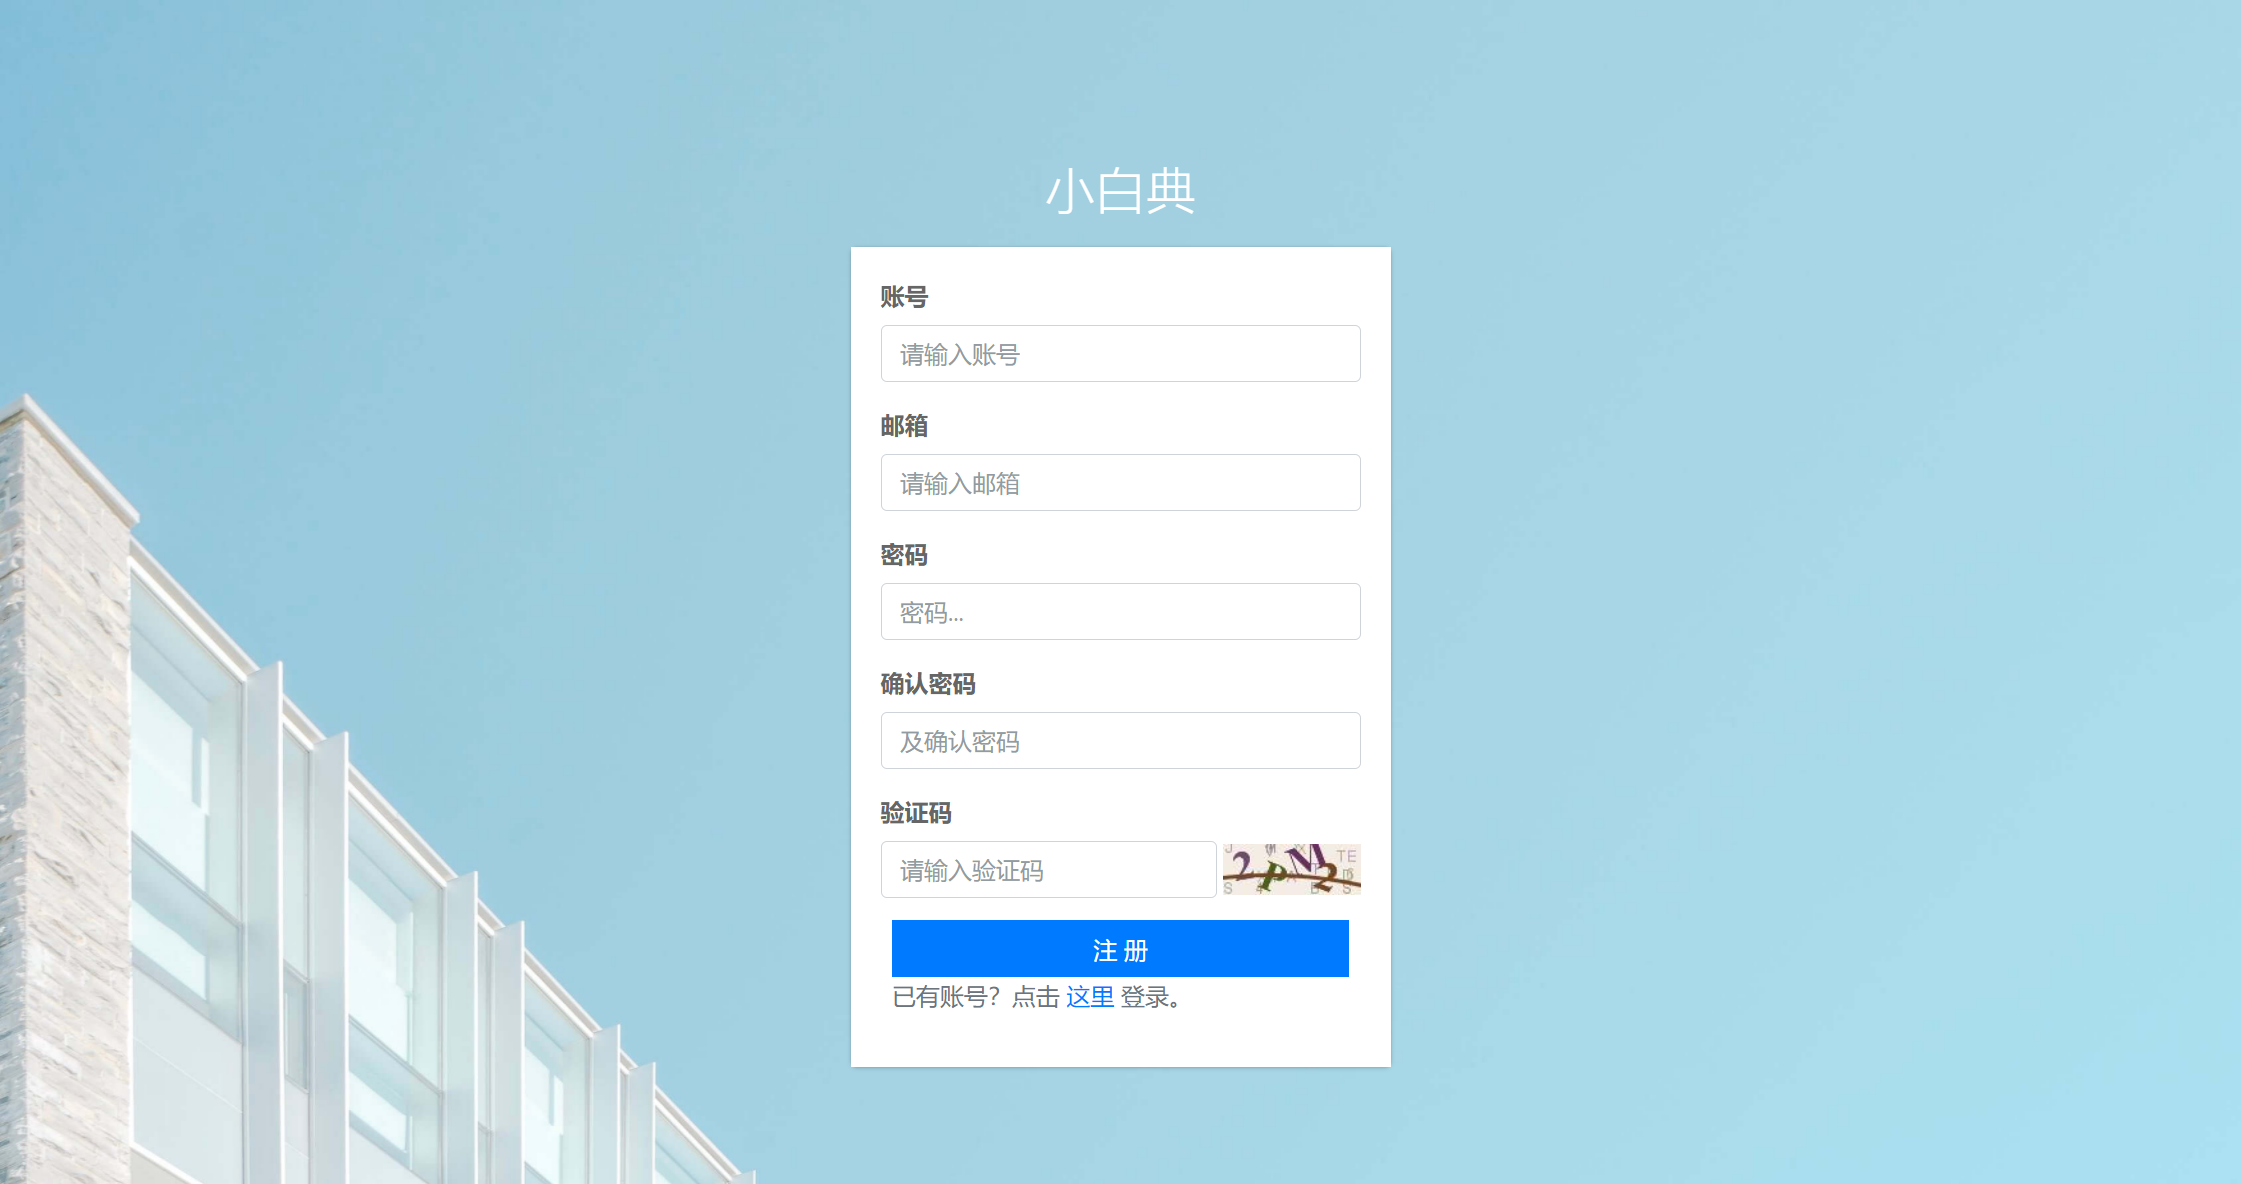 小白典
账号
请输入账号
邮箱
请输入邮箱
密码
密码...
确认密码
及确认密码
验证码
请输入验证码
2PM2
注 册
已有账号？点击 这里 登录。